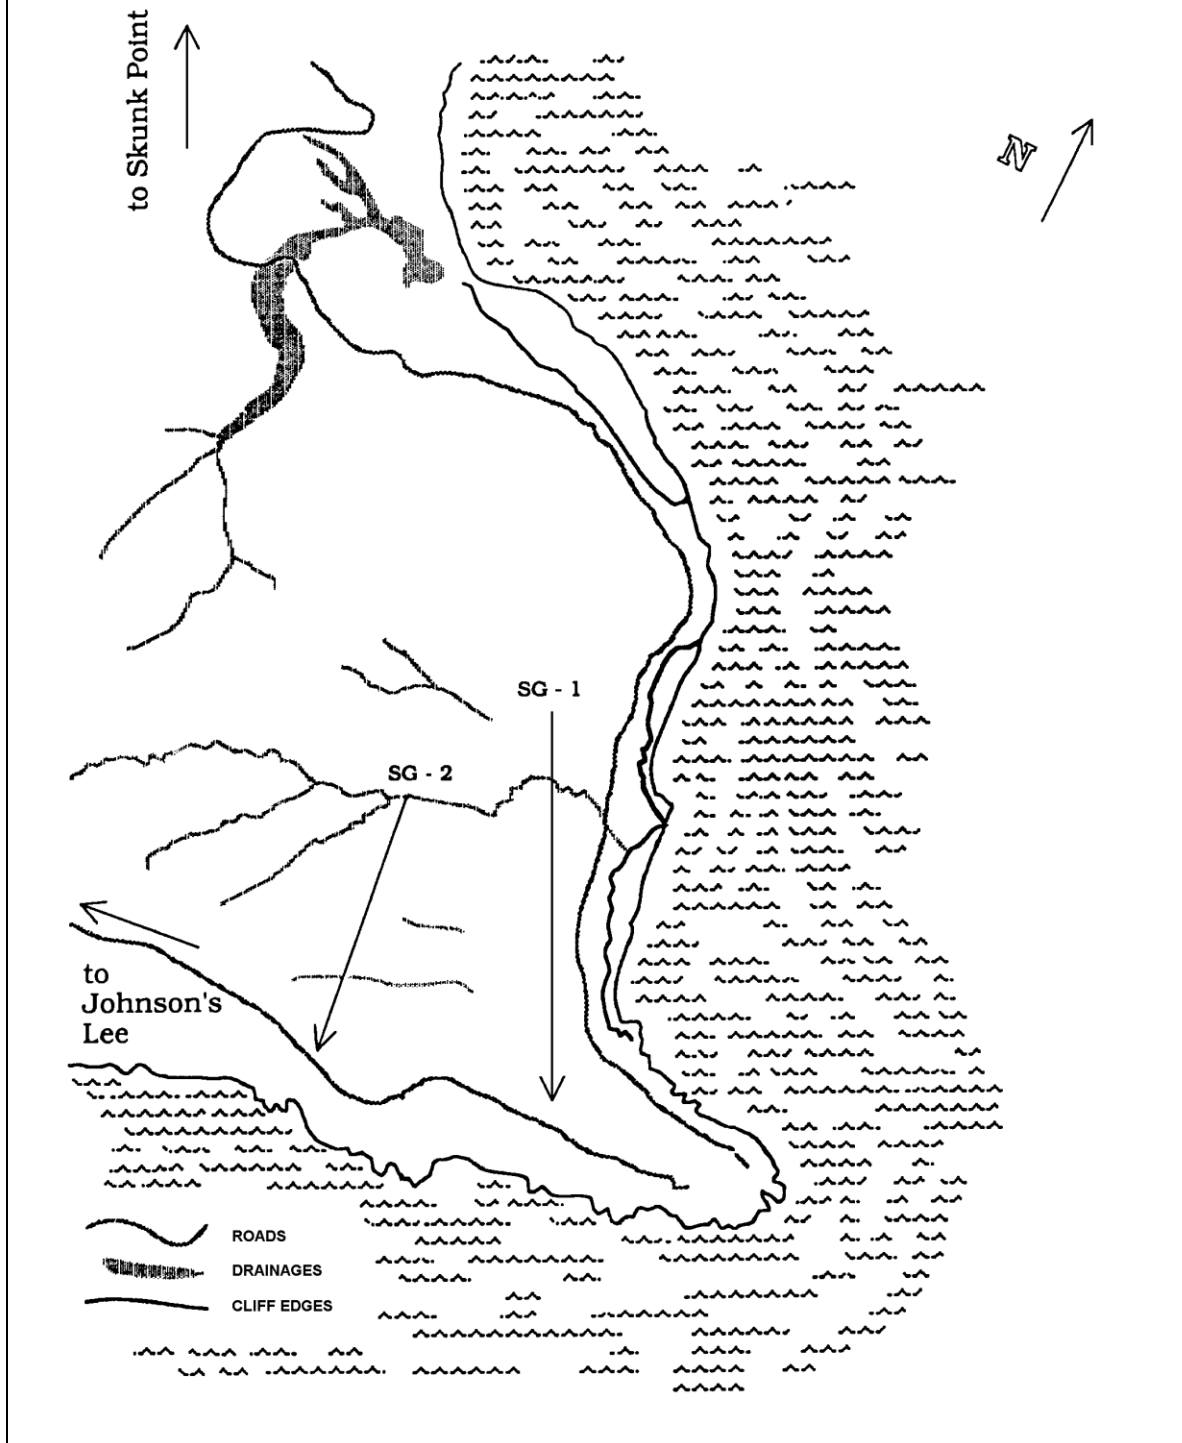 to Skunk Point
N
SG - 1
SG - 2
to
Johnson's
Lee
ROADS
DRAINAGES
CLIFF EDGES